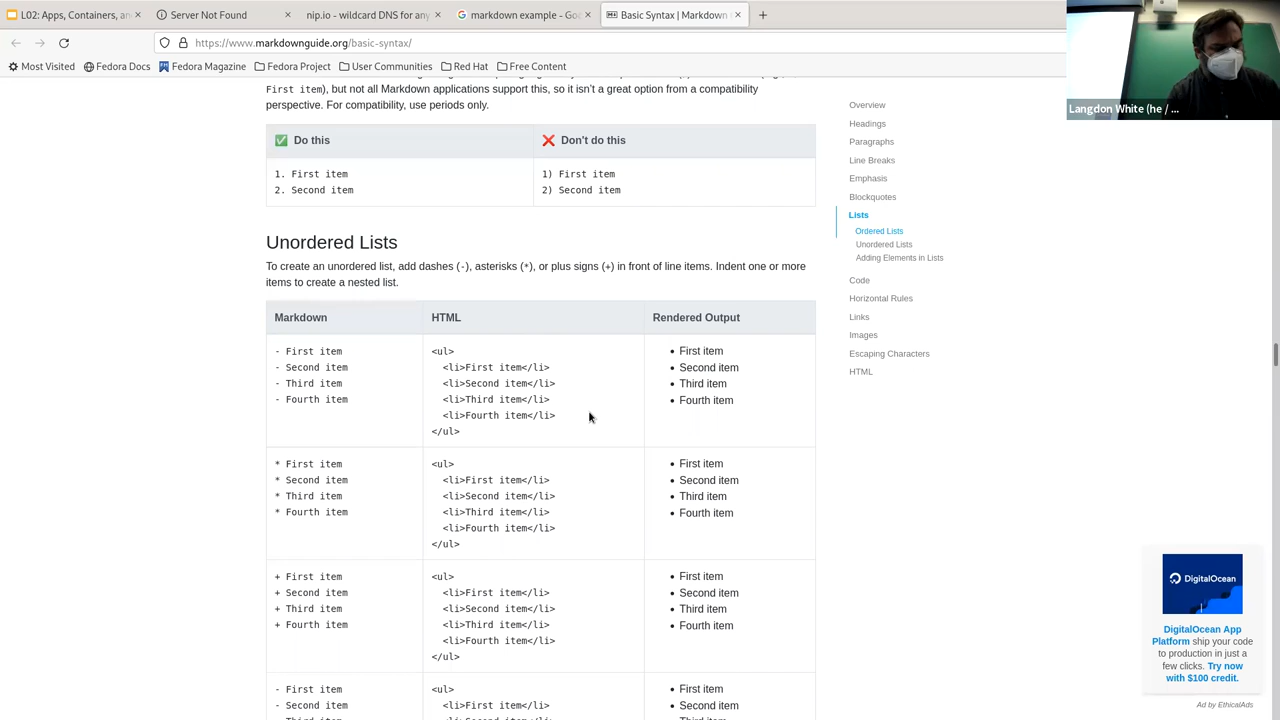 L02: Apps, APIs, an
api.nps.gov - wildcamping
markdown example - Go
Basic Syntax | Markdown
https://www.markdownguide.org/basic-syntax/
Most Visited
Fedora Docs
Fedora Magazine
Fedora Project
User Communities
Red Hat
Free Content
Langdon White (he / ...
First item), but not all Markdown applications support this, so it isn't a great option from a compatibility
perspective. For compatibility, use periods only.
✅ Do this
❌ Don't do this
1. First item
2. Second item
1) First item
2) Second item
Unordered Lists
To create an unordered list, add dashes (-), asterisks (*), or plus signs (+) in front of line items. Indent one or more
items to create a nested list.
Markdown
HTML
Rendered Output
- First item
- Second item
- Third item
- Fourth item
<ul>
<li>First item</li>
<li>Second item</li>
<li>Third item</li>
<li>Fourth item</li>
</ul>
• First item
• Second item
• Third item
• Fourth item
* First item
* Second item
* Third item
* Fourth item
<ul>
<li>First item</li>
<li>Second item</li>
<li>Third item</li>
<li>Fourth item</li>
</ul>
• First item
• Second item
• Third item
• Fourth item
+ First item
+ Second item
+ Third item
+ Fourth item
<ul>
<li>First item</li>
<li>Second item</li>
<li>Third item</li>
<li>Fourth item</li>
</ul>
• First item
• Second item
• Third item
• Fourth item
- First item
- Second item
<ul>
<li>First item</li>
<li>Second item</li>
• First item
• Second item
Overview
Headings
Paragraphs
Line Breaks
Emphasis
Blockquotes
Lists
Ordered Lists
Unordered Lists
Adding Elements in Lists
Code
Horizontal Rules
Links
Images
Escaping Characters
HTML
DigitalOcean
DigitalOcean App
Platform ship your code
to production in just a
few clicks. Try now
with $100 credit.
Ad by EthicalAds